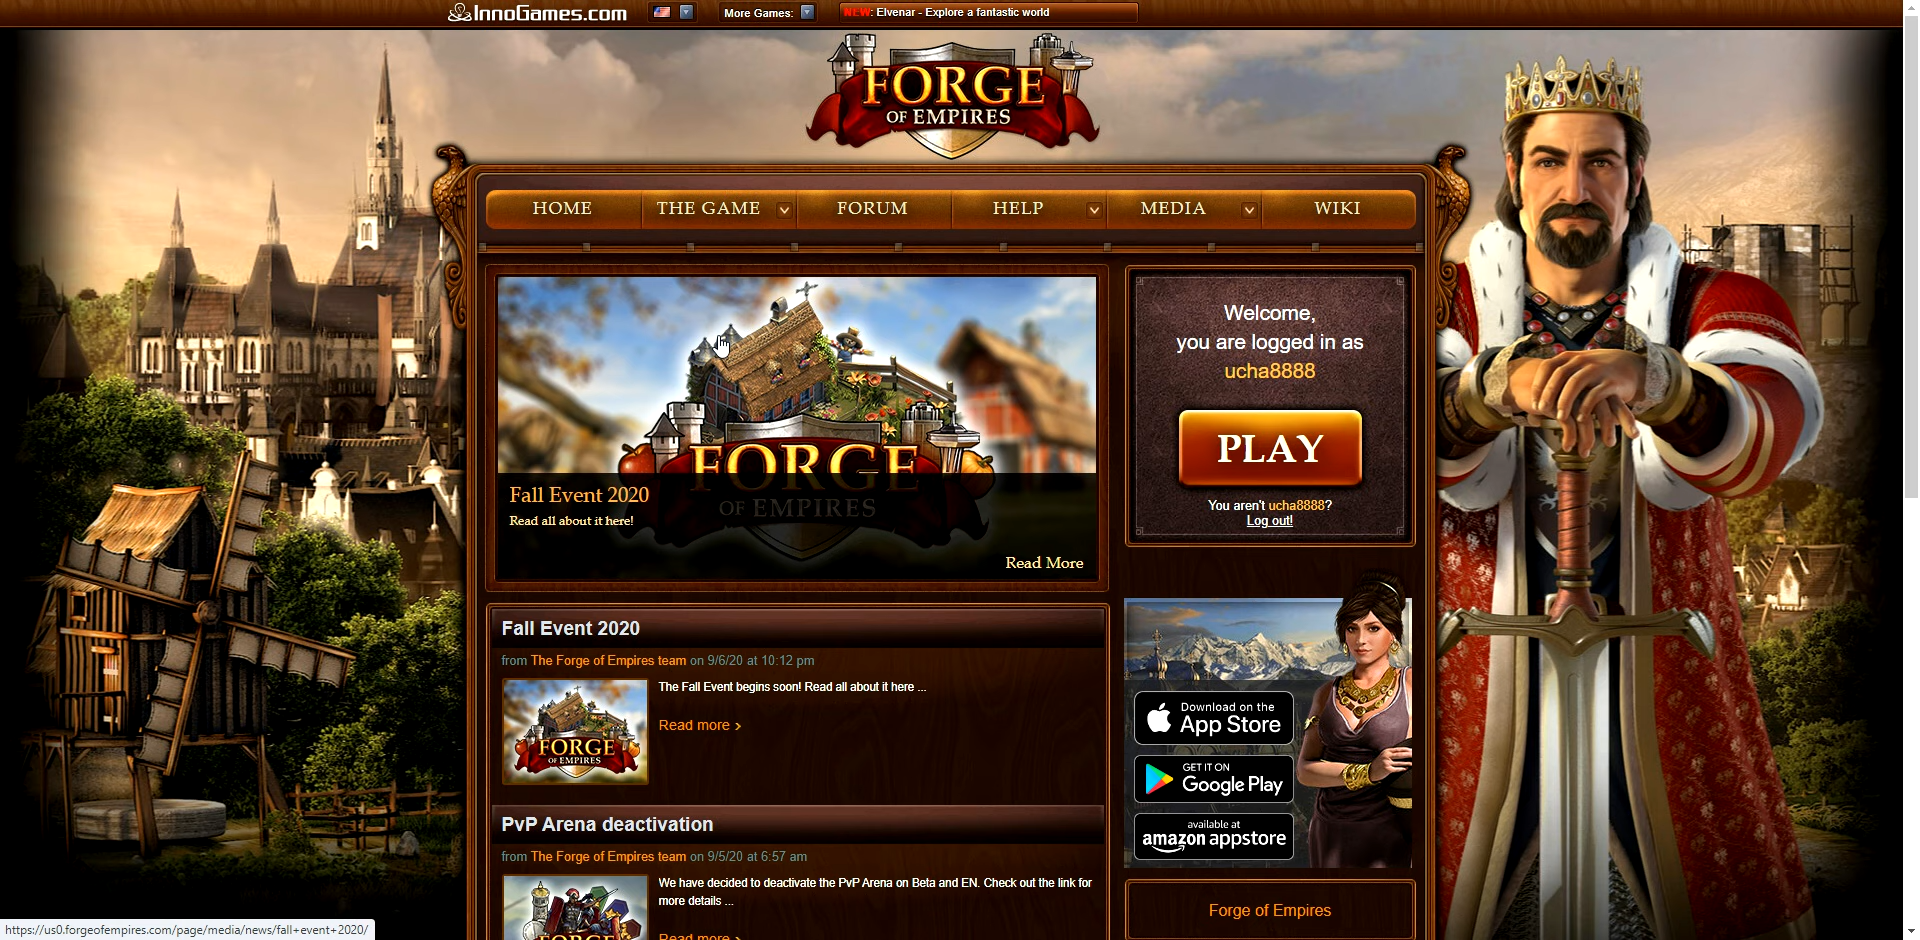 InnoGames.com
More Games:
NEW: Elvenar - Explore a fantastic world
FORGE
OF EMPIRES
HOME
THE GAME
FORUM
HELP
MEDIA
WIKI
FORGE
OF EMPIRES
Fall Event 2020
Read all about it here!
Read More
Welcome,
you are logged in as
ucha8888
PLAY
You aren't ucha8888?
Log out!
Fall Event 2020
from The Forge of Empires team on 9/6/20 at 10:12 pm
FORGE
OF EMPIRES
The Fall Event begins soon! Read all about it here ...
Read more ›
PvP Arena deactivation
from The Forge of Empires team on 9/5/20 at 6:57 am
FORGE
We have decided to deactivate the PvP Arena on Beta and EN. Check out the link for
more details ...
Read more ›
Download on the
App Store
GET IT ON
Google Play
available at
amazon appstore
Forge of Empires
https://us0.forgeofempires.com/page/media/news/fall+event+2020/